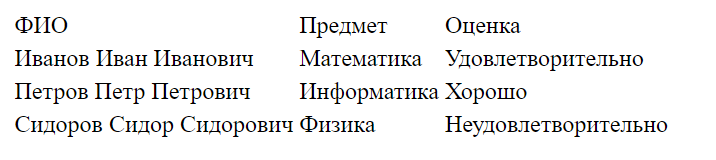 ФИО Предмет Оценка
Иванов Иван Иванович Математика Удовлетворительно
Петров Петр Петрович Информатика Хорошо
Сидоров Сидор Сидорович Физика Неудовлетворительно